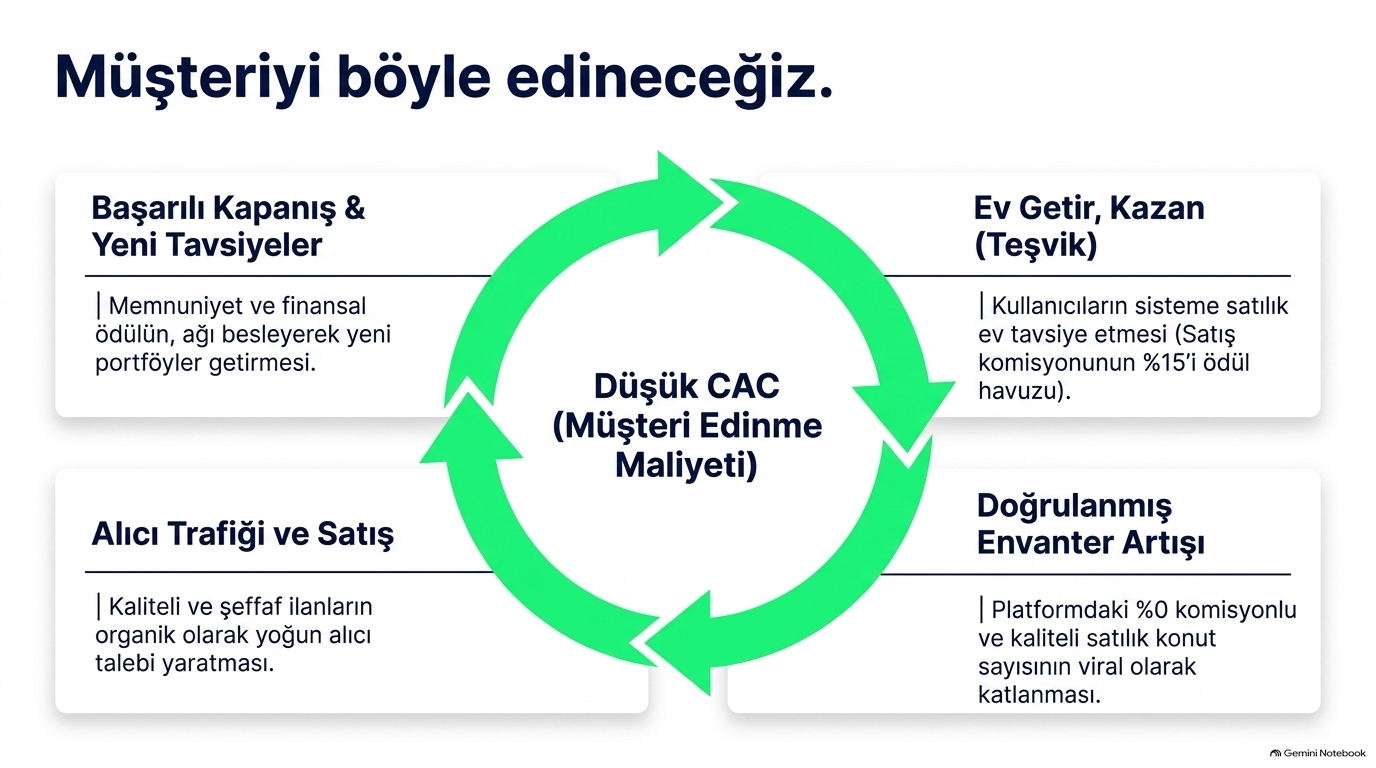 Müşteriyi böyle edineceğiz.
Başarılı Kapanış &
Yeni Tavsiyeler
| Memnuniyet ve finansal
ödülün, ağı besleyerek yeni
portföyler getirmesi.
Ev Getir, Kazan
(Teşvik)
| Kullanıcıların sisteme satılık
ev tavsiye etmesi (Satış
komisyonunun %15’i ödül
havuzu).
Düşük CAC
(Müşteri Edinme
Maliyeti)
Alıcı Trafiği ve Satış
| Kaliteli ve şeffaf ilanların
organik olarak yoğun alıcı
talebi yaratması.
Doğrulanmış
Envanter Artışı
| Platformdaki %0 komisyonlu
ve kaliteli satılık konut
sayısının viral olarak
katlanması.
Gemini Notebook